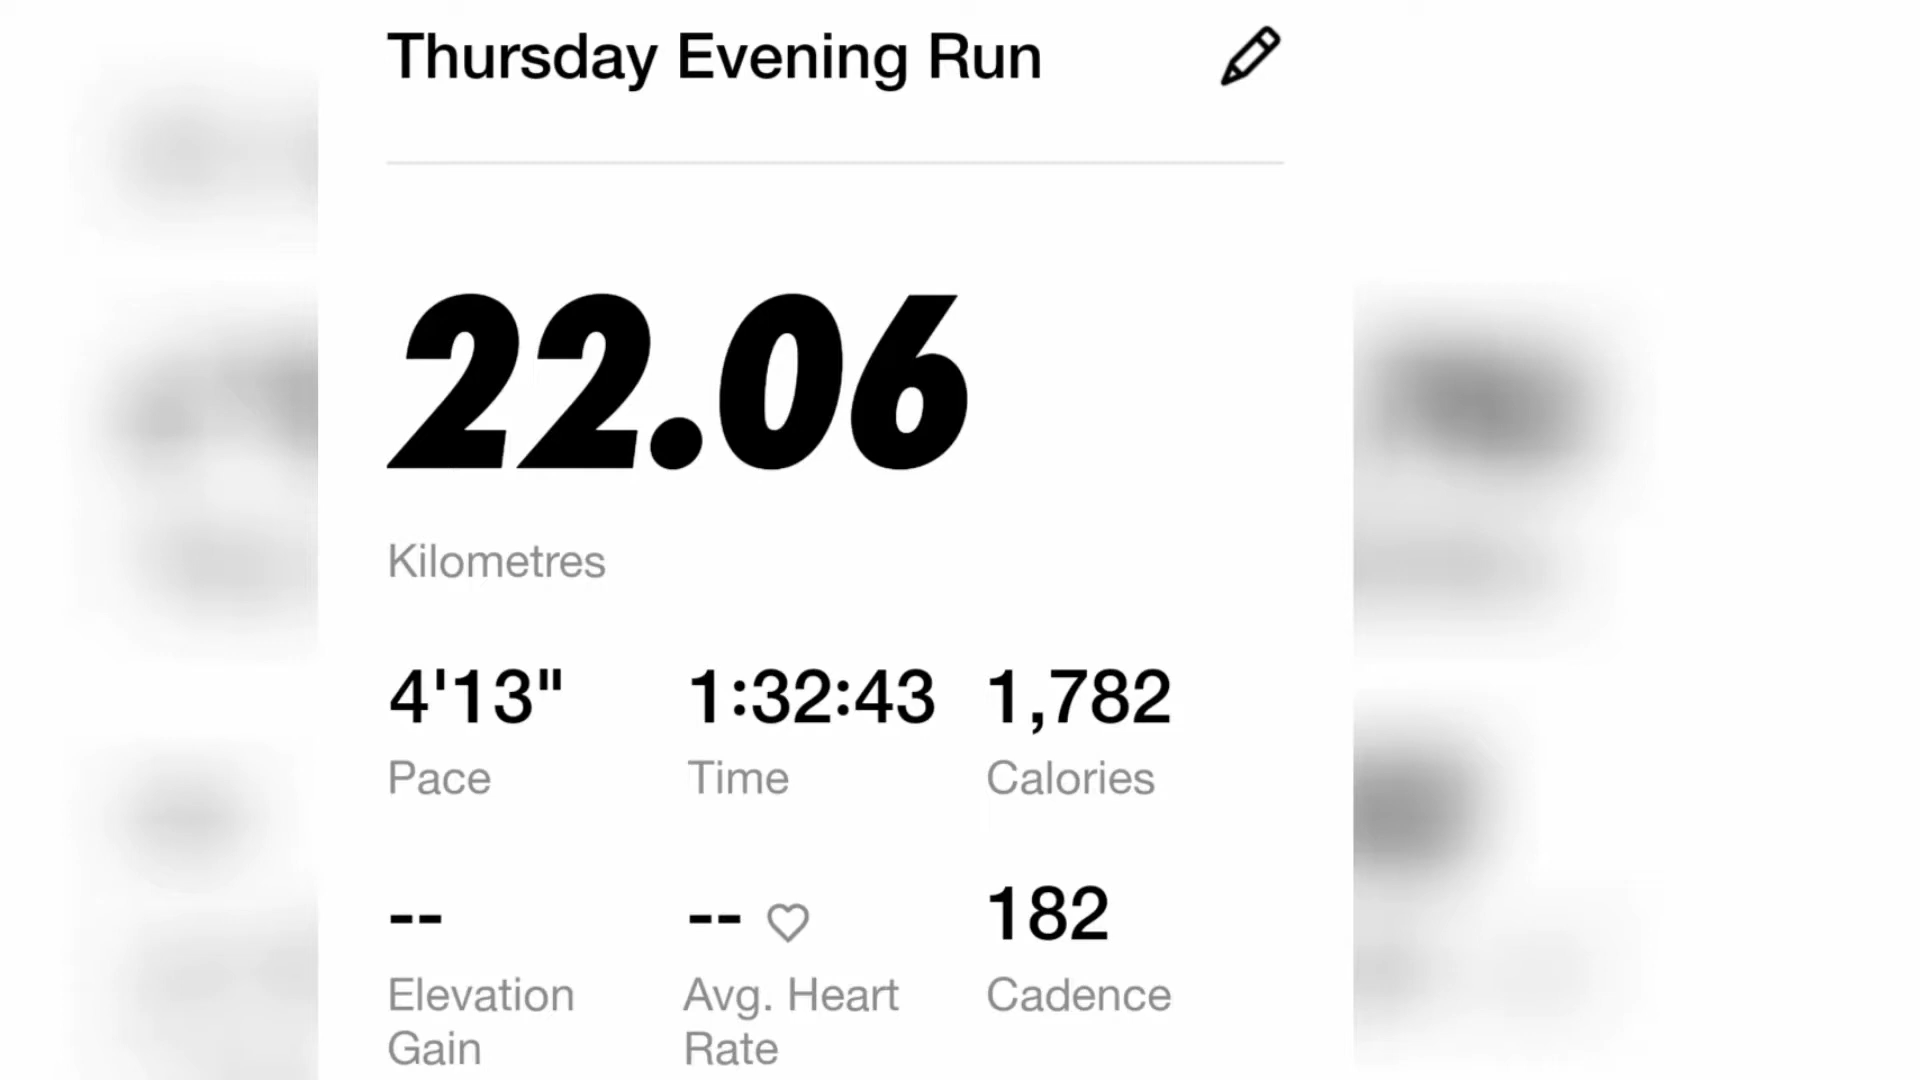 Thursday Evening Run
22.06
Kilometres
4'13" 1:32:43 1,782
Pace Time Calories
-- -- 182
Elevation Gain Avg. Heart Rate Cadence